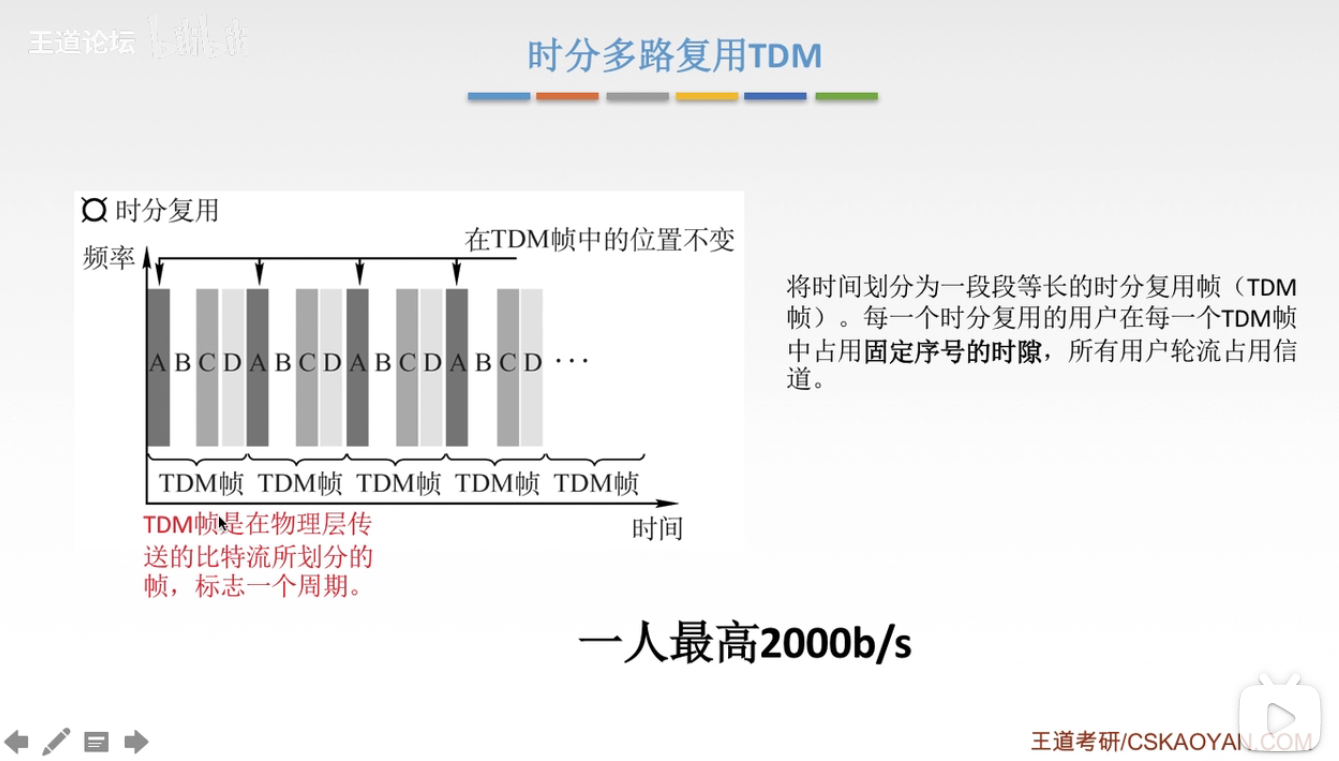 王道论坛 bilibili
时分多路复用TDM
时分复用
频率
在TDM帧中的位置不变
A B C D A B C D A B C D A B C D ···
TDM帧 TDM帧 TDM帧 TDM帧 TDM帧
时间
TDM帧是在物理层传
送的比特流所划分的
帧，标志一个周期。
将时间划分为一段段等长的时分复用帧（TDM
帧）。每一个时分复用的用户在每一个TDM帧
中占用固定序号的时隙，所有用户轮流占用信
道。
一人最高2000b/s
王道考研/CSKAOYAN.COM